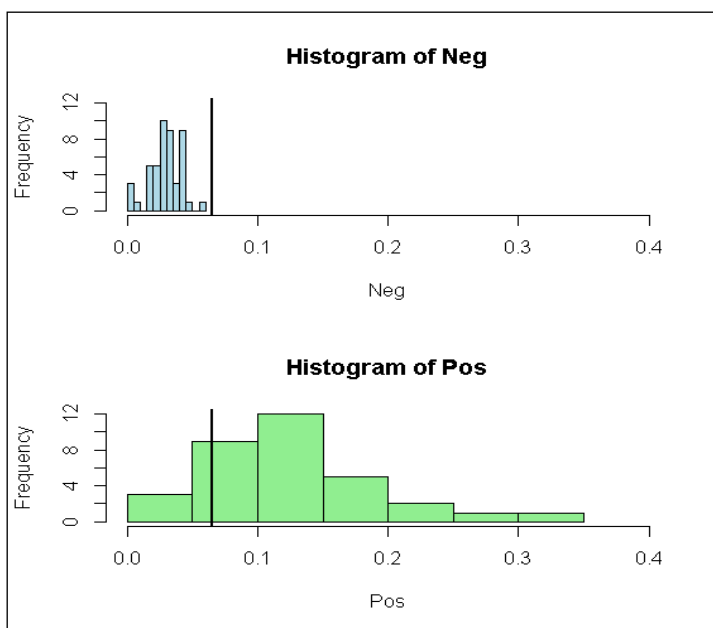 Histogram of Neg
12
8
4
0
Frequency
0.0 0.1 0.2 0.3 0.4
Neg
Histogram of Pos
12
8
4
0
Frequency
0.0 0.1 0.2 0.3 0.4
Pos